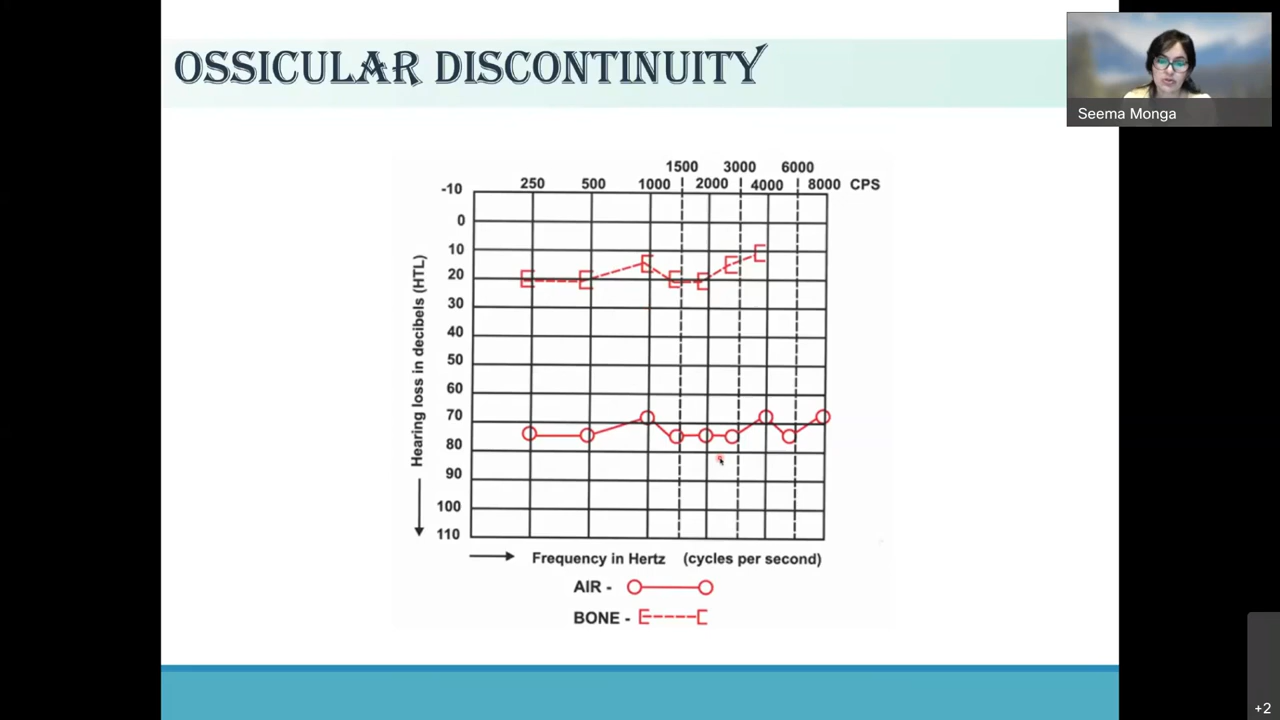 OSSICULAR DISCONTINUITY
Seema Monga
1500 3000 6000
250 500 1000 2000 4000 8000 CPS
-10
0
10
20
30
40
50
60
70
80
90
100
110
Hearing loss in decibels (HTL)
Frequency in Hertz (cycles per second)
AIR -
BONE -
+2